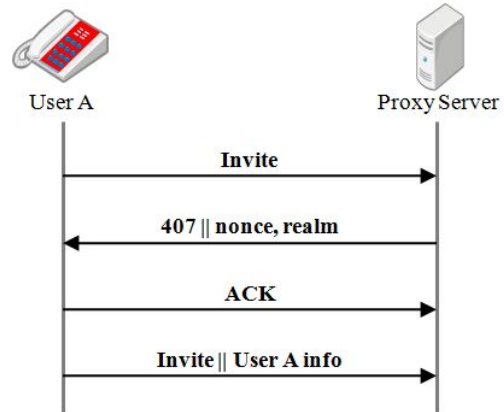 User A
Proxy Server
Invite
407 || nonce, realm
ACK
Invite || User A info